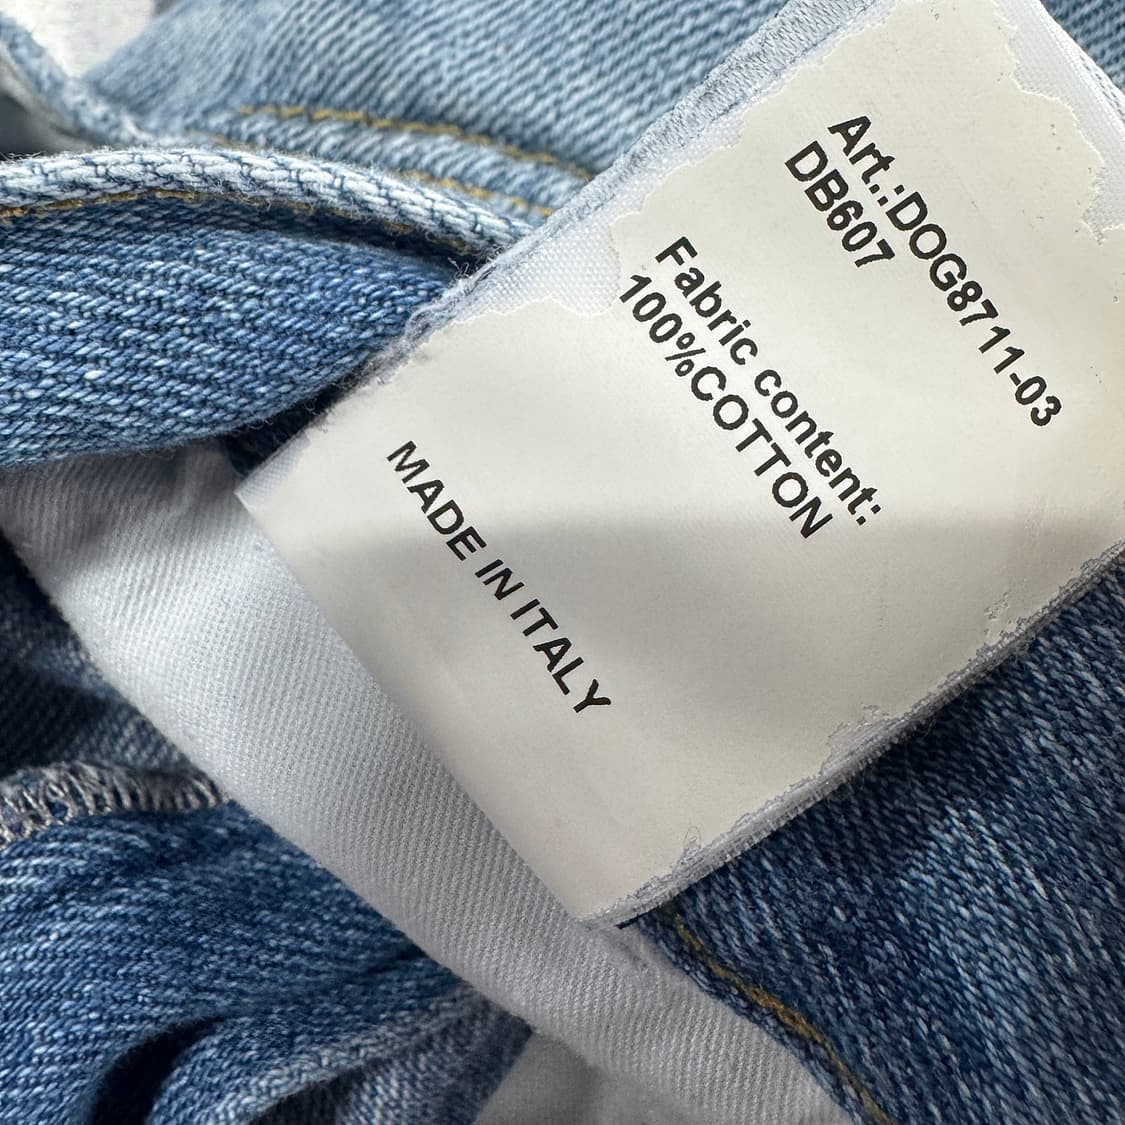 Art.:DOG8711-03
DB607
Fabric content:
100%COTTON
MADE IN ITALY